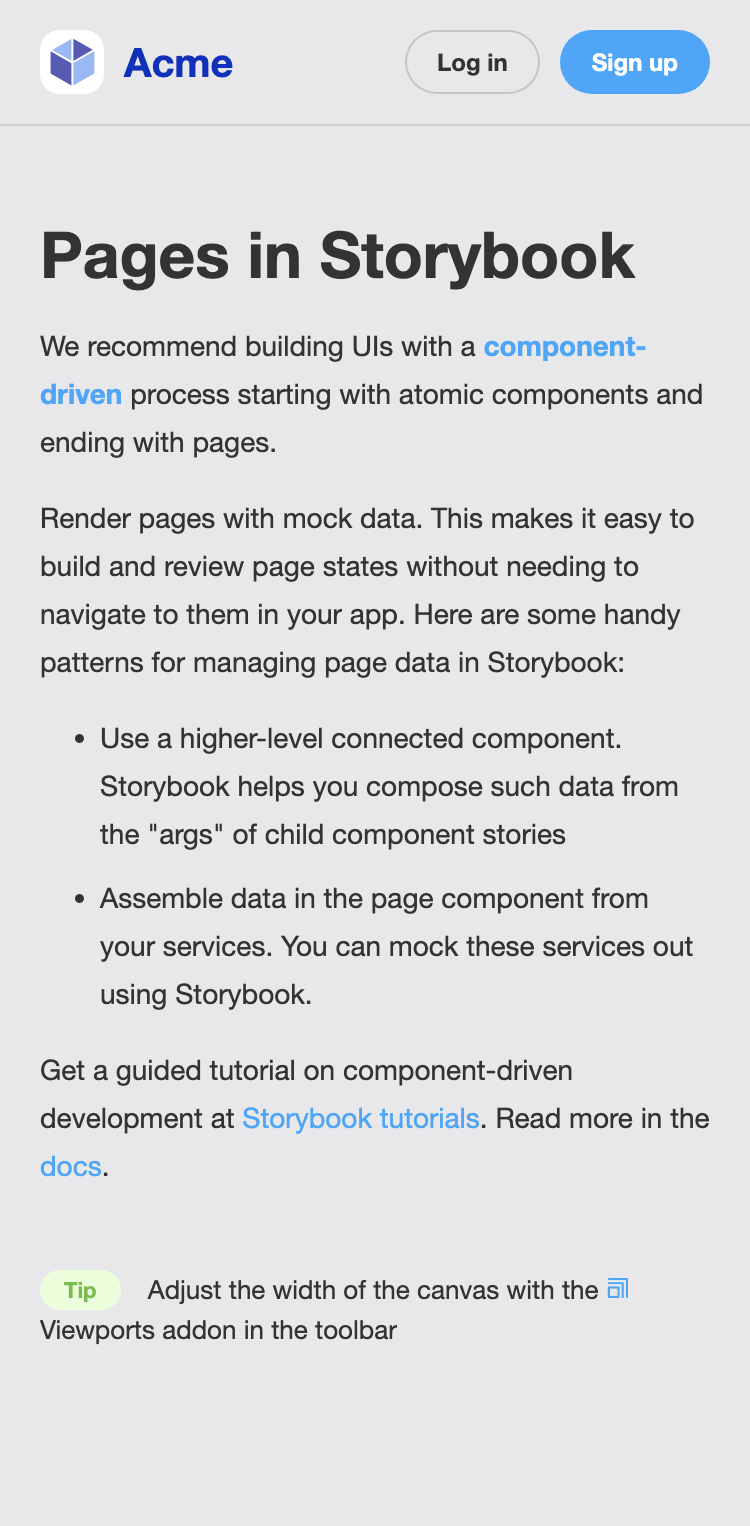 Acme
Log in
Sign up
Pages in Storybook
We recommend building UIs with a component-
driven process starting with atomic components and
ending with pages.
Render pages with mock data. This makes it easy to
build and review page states without needing to
navigate to them in your app. Here are some handy
patterns for managing page data in Storybook:
• Use a higher-level connected component.
Storybook helps you compose such data from
the "args" of child component stories
• Assemble data in the page component from
your services. You can mock these services out
using Storybook.
Get a guided tutorial on component-driven
development at Storybook tutorials. Read more in the
docs.
Tip Adjust the width of the canvas with the
Viewports addon in the toolbar